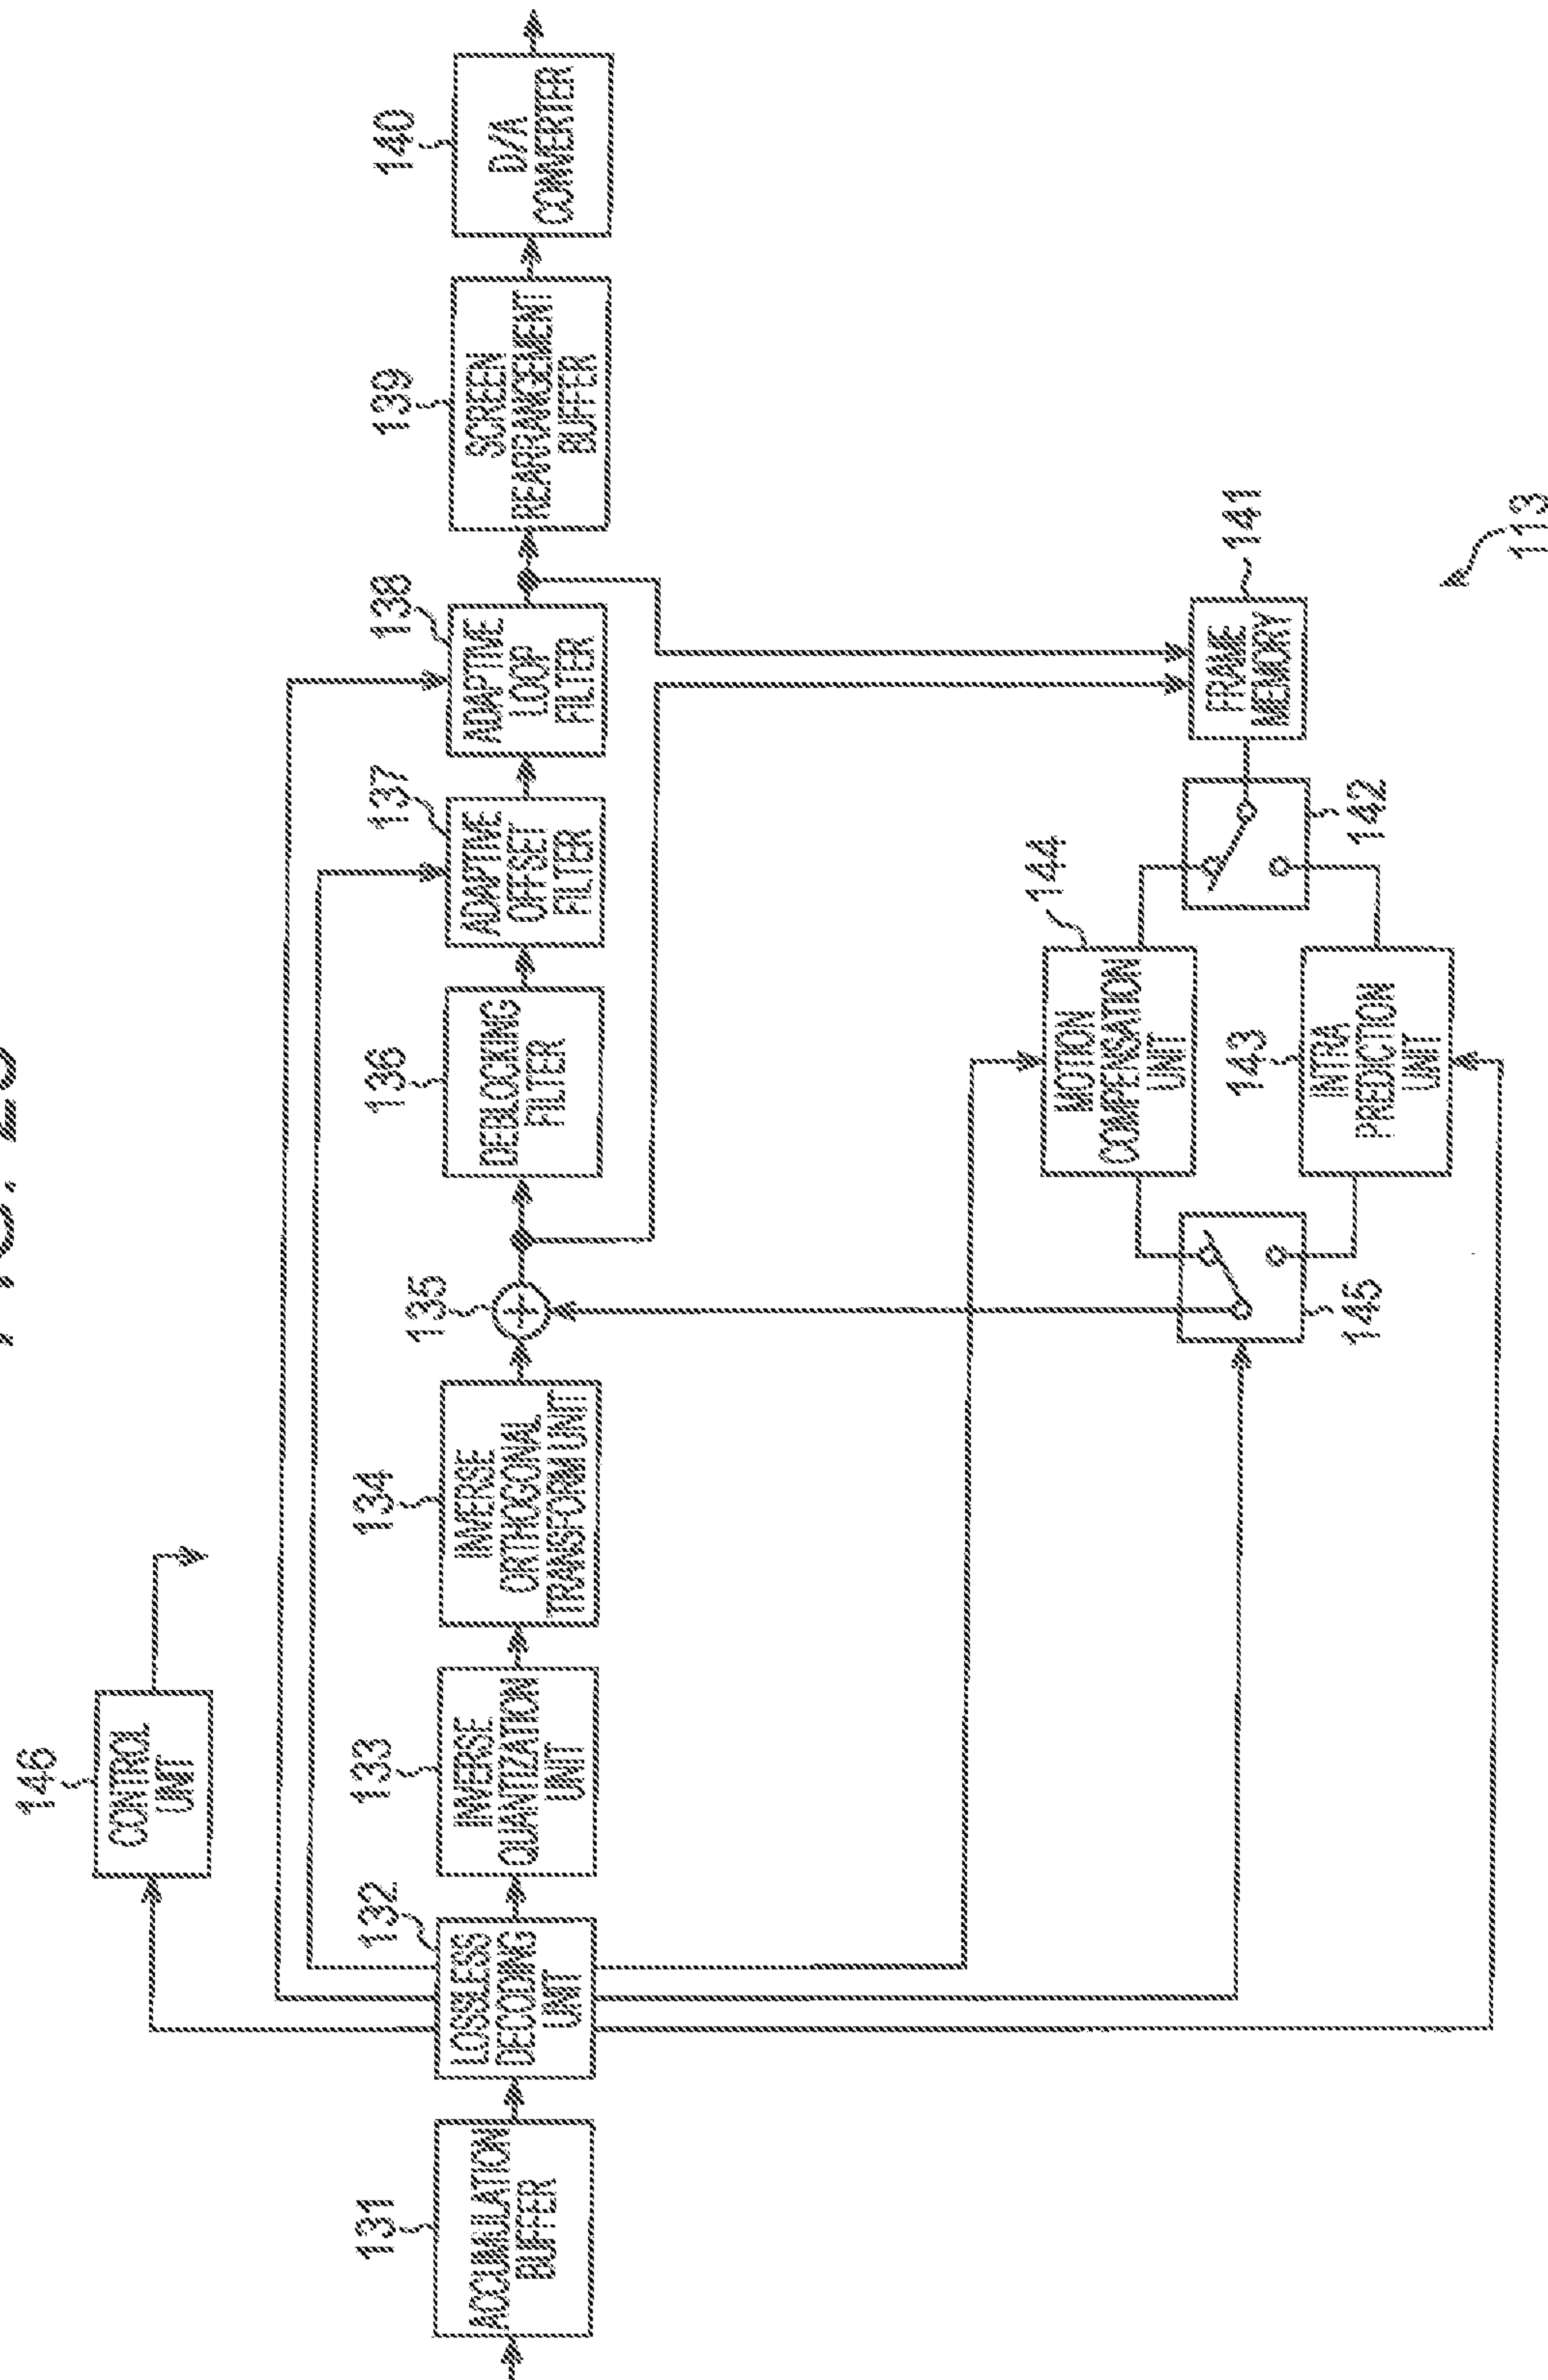 146
CONTROL
UNIT
131
ACCUMULATION
BUFFER
132
LOSSLESS
DECODING
UNIT
133
INVERSE
QUANTIZATION
UNIT
134
INVERSE
ORTHOGONAL
TRANSFORM UNIT
135
136
DEBLOCKING
FILTER
137
ADAPTIVE
OFFSET
FILTER
138
ADAPTIVE
LOOP
FILTER
139
SCREEN
REARRANGEMENT
BUFFER
140
D/A
CONVERTER
144
MOTION
COMPENSATION
UNIT
141
FRAME
MEMORY
143
INTRA
PREDICTION
UNIT
145
142
113